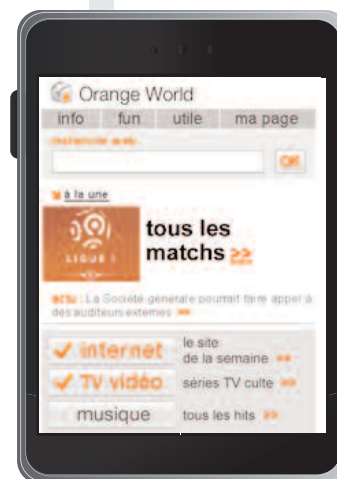 Orange World
info fun utile ma page
recherche web
OK
à la une
LIGUE 1
tous les
matchs >>
actu : La Société générale pourrait faire appel à
des auditeurs externes >>
internet
le site
de la semaine >>
TV vidéo séries TV culte >>
musique tous les hits >>